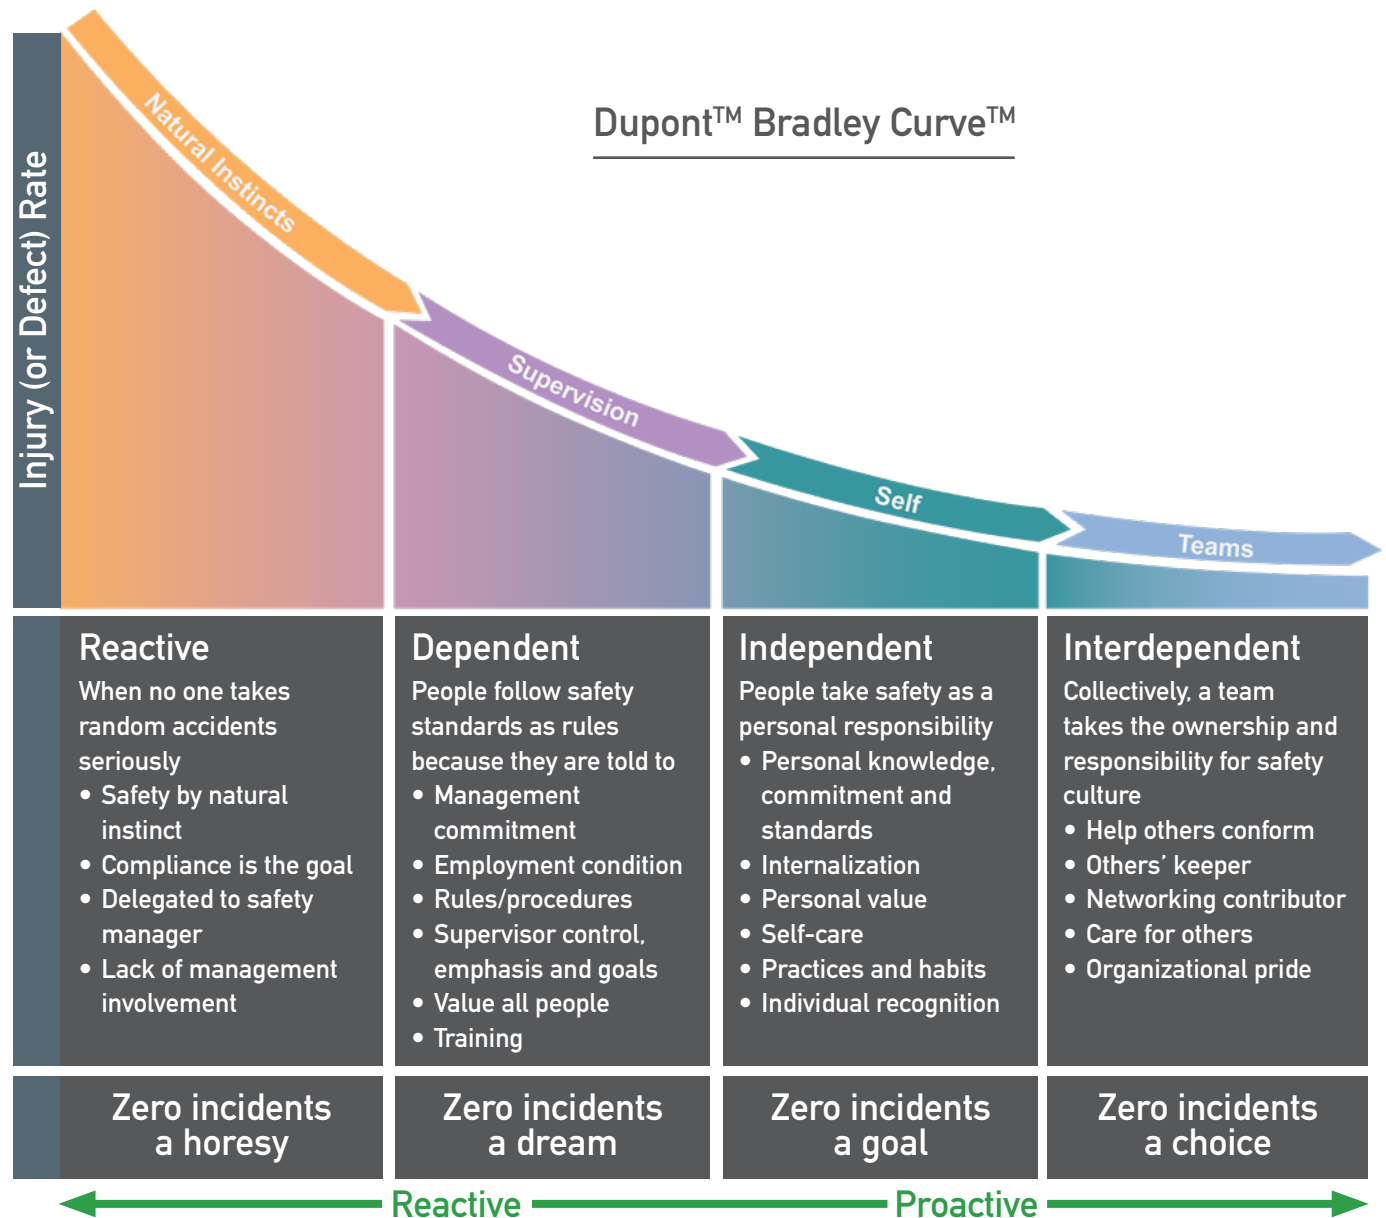 Dupont™ Bradley Curve™
Injury (or Defect) Rate
Natural Instincts
Supervision
Self
Teams
Reactive
When no one takes
random accidents
seriously
• Safety by natural
instinct
• Compliance is the goal
• Delegated to safety
manager
• Lack of management
involvement
Dependent
People follow safety
standards as rules
because they are told to
• Management
commitment
• Employment condition
• Rules/procedures
• Supervisor control,
emphasis and goals
• Value all people
• Training
Independent
People take safety as a
personal responsibility
• Personal knowledge,
commitment and
standards
• Internalization
• Personal value
• Self-care
• Practices and habits
• Individual recognition
Interdependent
Collectively, a team
takes the ownership and
responsibility for safety
culture
• Help others conform
• Others’ keeper
• Networking contributor
• Care for others
• Organizational pride
Zero incidents
a horesy
Zero incidents
a dream
Zero incidents
a goal
Zero incidents
a choice
Reactive
Proactive